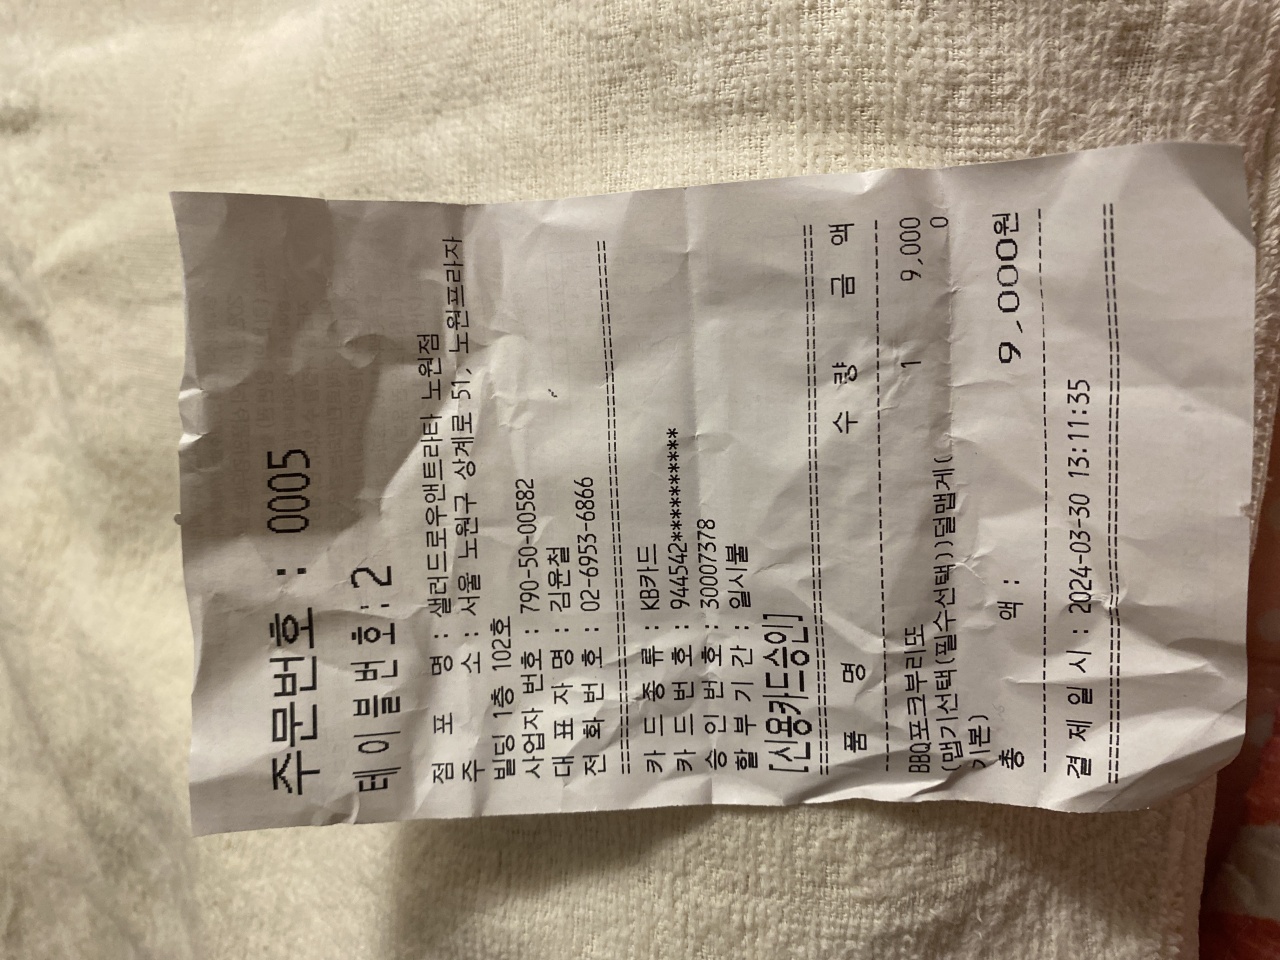 주문번호 : 0005
테이블번호:2
점 포 명 : 샐러드로우앤트라타 노원점
주 소 : 서울 노원구 상계로 51, 노원프라자
빌딩 1층 102호
사업자 번호 : 790-50-00582
대 표 자 명 : 김윤철
전 화 번 호 : 02-6953-6866
카 드 종 류 : KB카드
카 드 번 호 : 944542**********
승 인 번 호 : 30007378
할 부 기 간 : 일시불
[신용카드승인]
품 명 수 량 금 액
BBQ포크부리또 1 9,000
(맵기선택(필수선택))덜맵게( 0
기본)
총 액 : 9,000원
결 제 일 시 : 2024-03-30 13:11:35